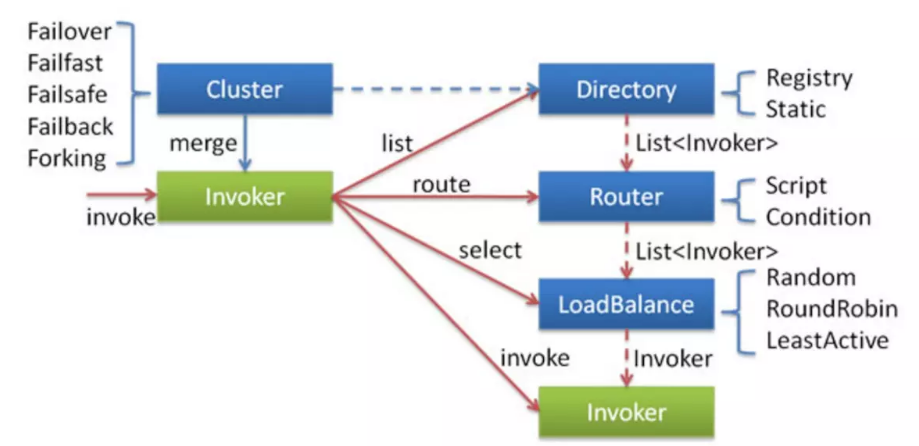 Failover
Failfast
Failsafe
Failback
Forking
Cluster
merge
invoke
Invoker
list
route
select
invoke
Directory
Registry
Static
List<Invoker>
Router
Script
Condition
List<Invoker>
LoadBalance
Random
RoundRobin
LeastActive
Invoker
Invoker